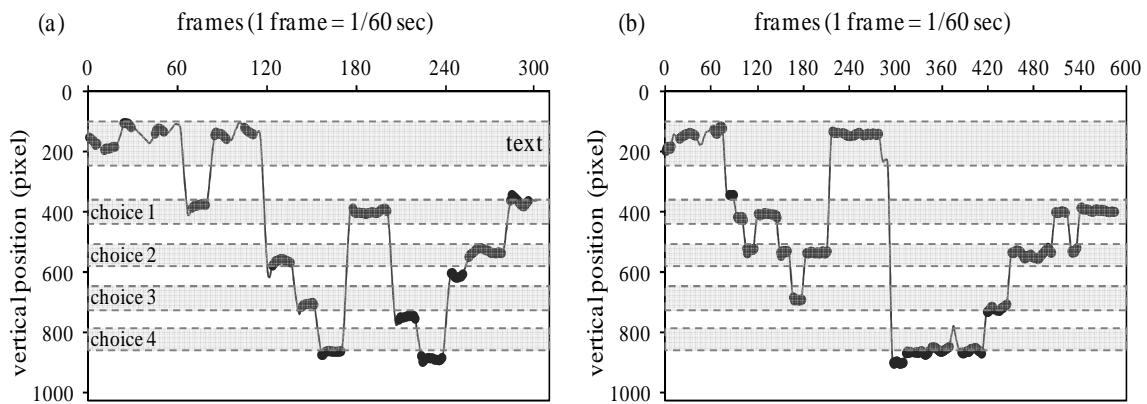 (a) frames (1 frame = 1/60 sec)
0 60 120 180 240 300
0
200
400
600
800
1000
vertical position (pixel)
text
choice 1
choice 2
choice 3
choice 4
(b) frames (1 frame = 1/60 sec)
0 60 120 180 240 300 360 420 480 540 600
0
200
400
600
800
1000
vertical position (pixel)